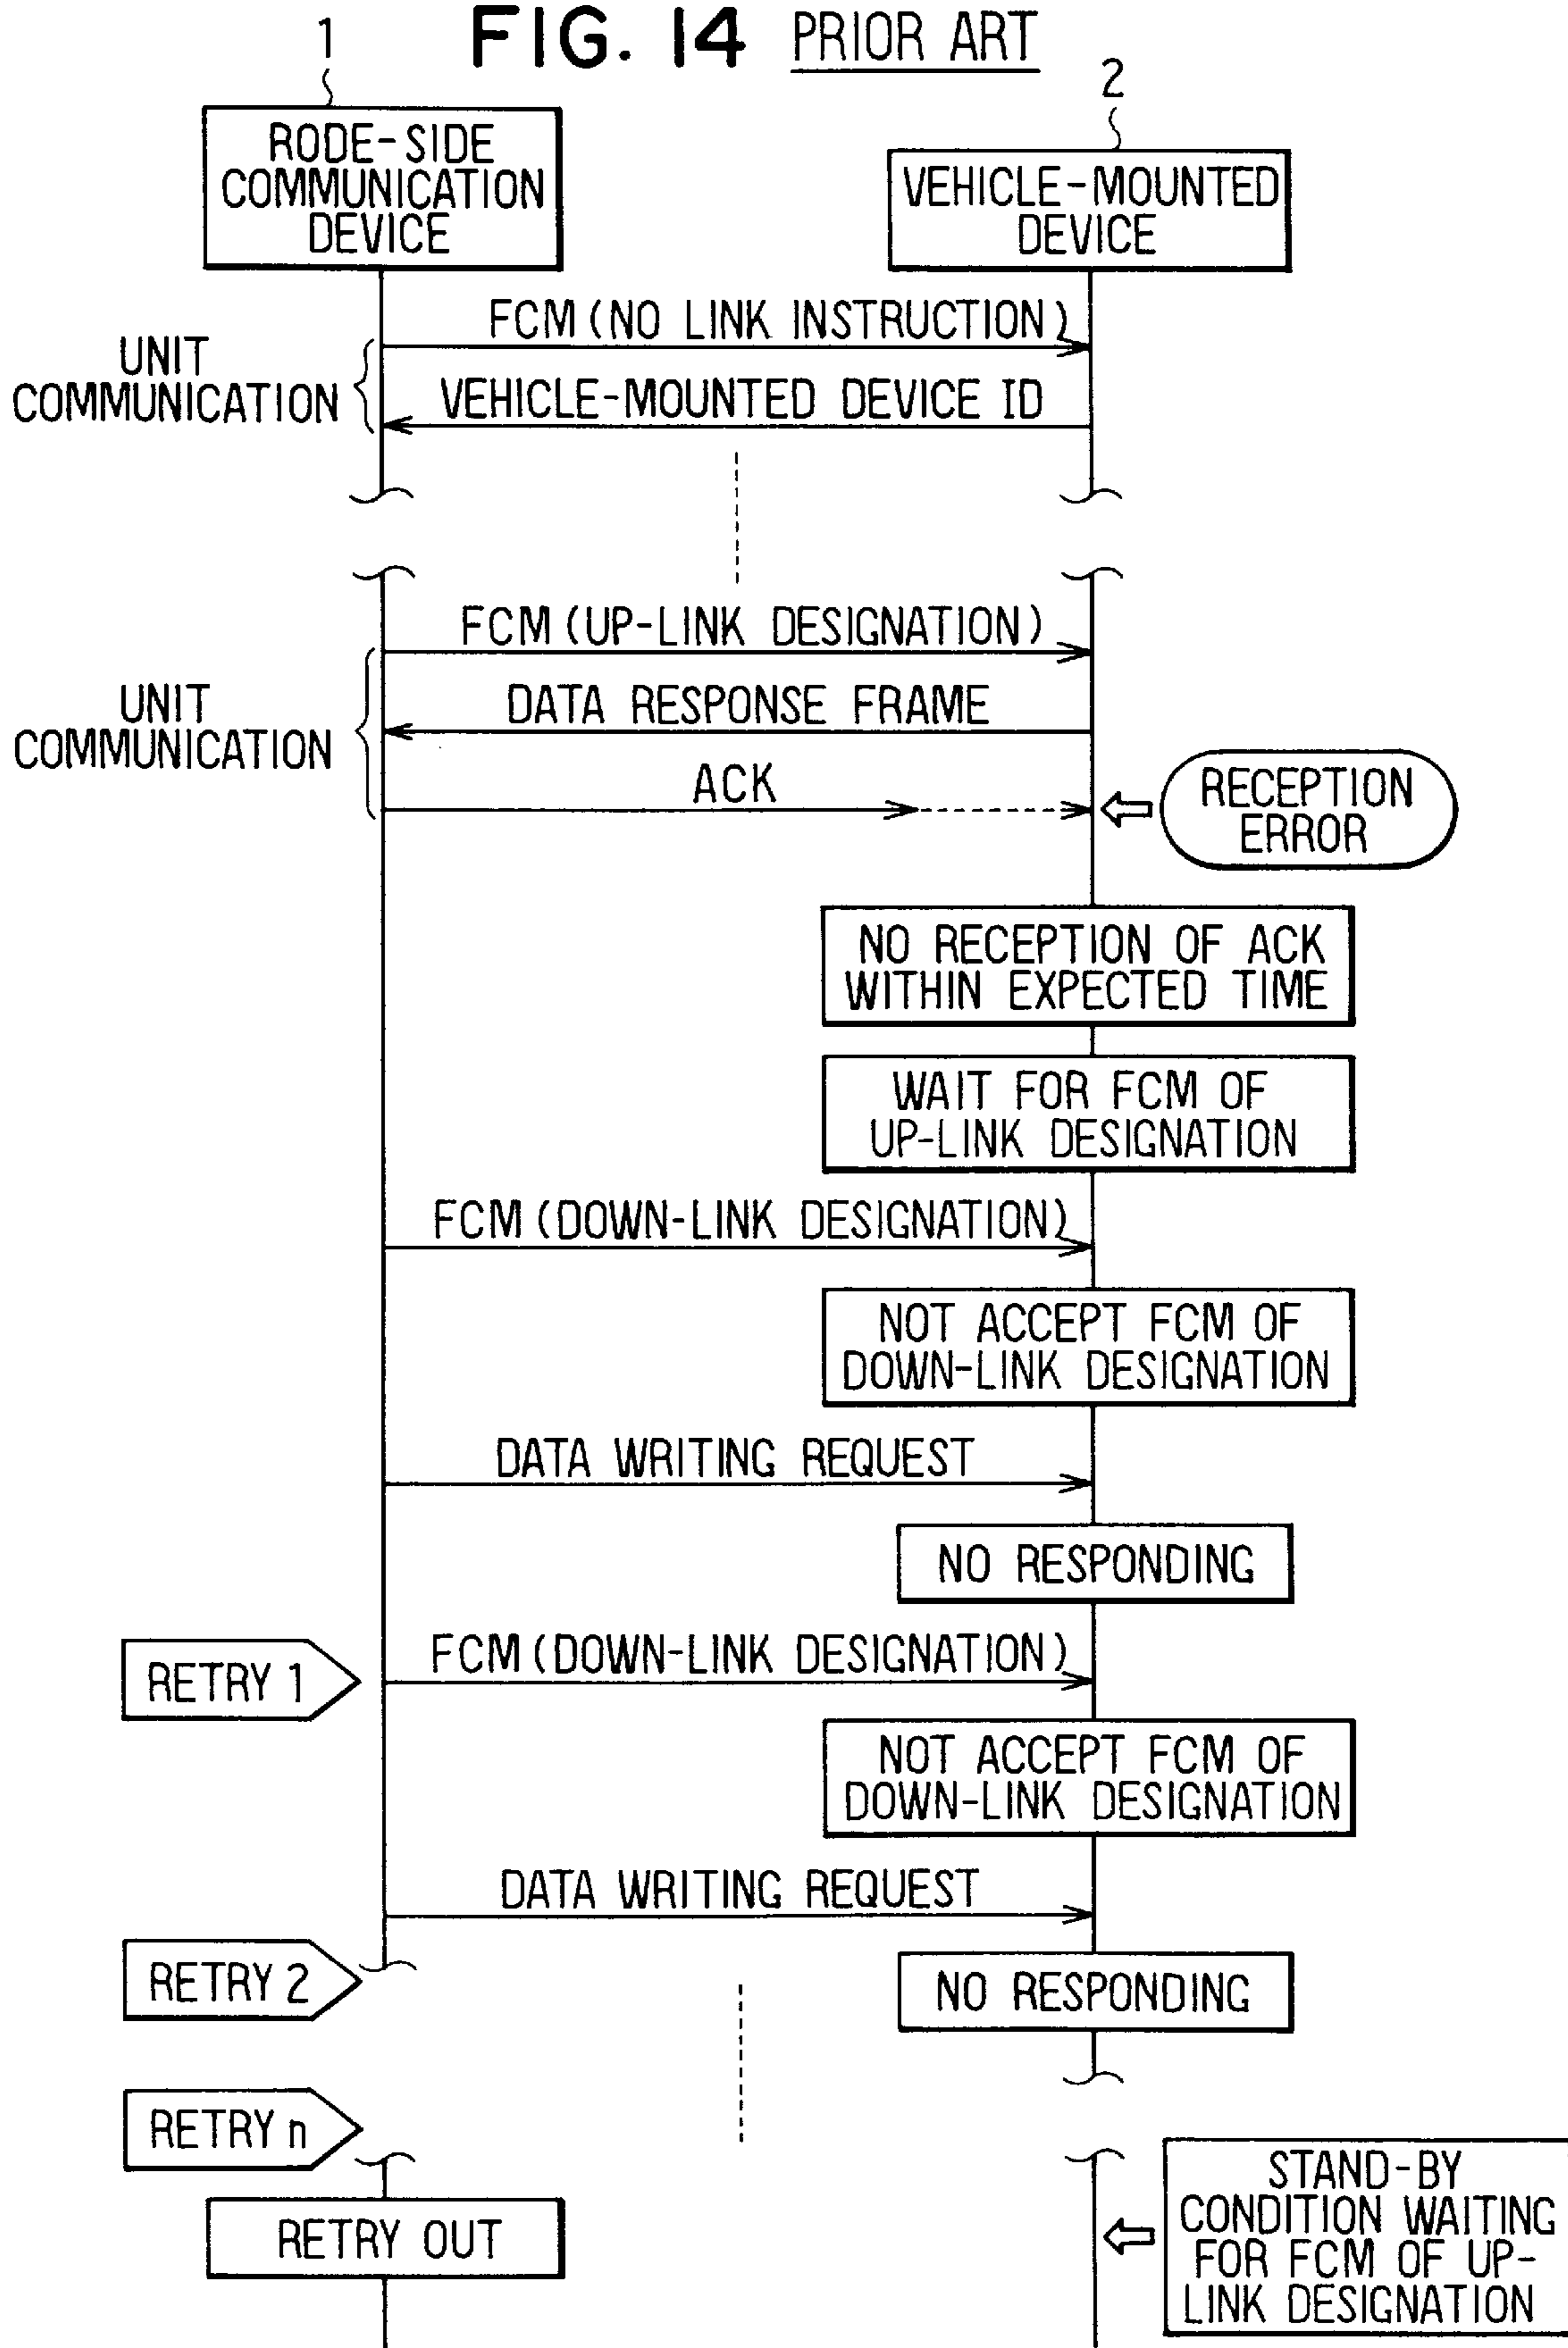 FIG. 14 PRIOR ART
1
2
RODE-SIDE
COMMUNICATION
DEVICE
VEHICLE-MOUNTED
DEVICE
FCM (NO LINK INSTRUCTION)
UNIT
COMMUNICATION
VEHICLE-MOUNTED DEVICE ID
FCM (UP-LINK DESIGNATION)
UNIT
COMMUNICATION
DATA RESPONSE FRAME
ACK
RECEPTION
ERROR
NO RECEPTION OF ACK
WITHIN EXPECTED TIME
WAIT FOR FCM OF
UP-LINK DESIGNATION
FCM (DOWN-LINK DESIGNATION)
NOT ACCEPT FCM OF
DOWN-LINK DESIGNATION
DATA WRITING REQUEST
NO RESPONDING
RETRY 1
FCM (DOWN-LINK DESIGNATION)
NOT ACCEPT FCM OF
DOWN-LINK DESIGNATION
DATA WRITING REQUEST
RETRY 2
NO RESPONDING
RETRY n
RETRY OUT
STAND-BY
CONDITION WAITING
FOR FCM OF UP-
LINK DESIGNATION